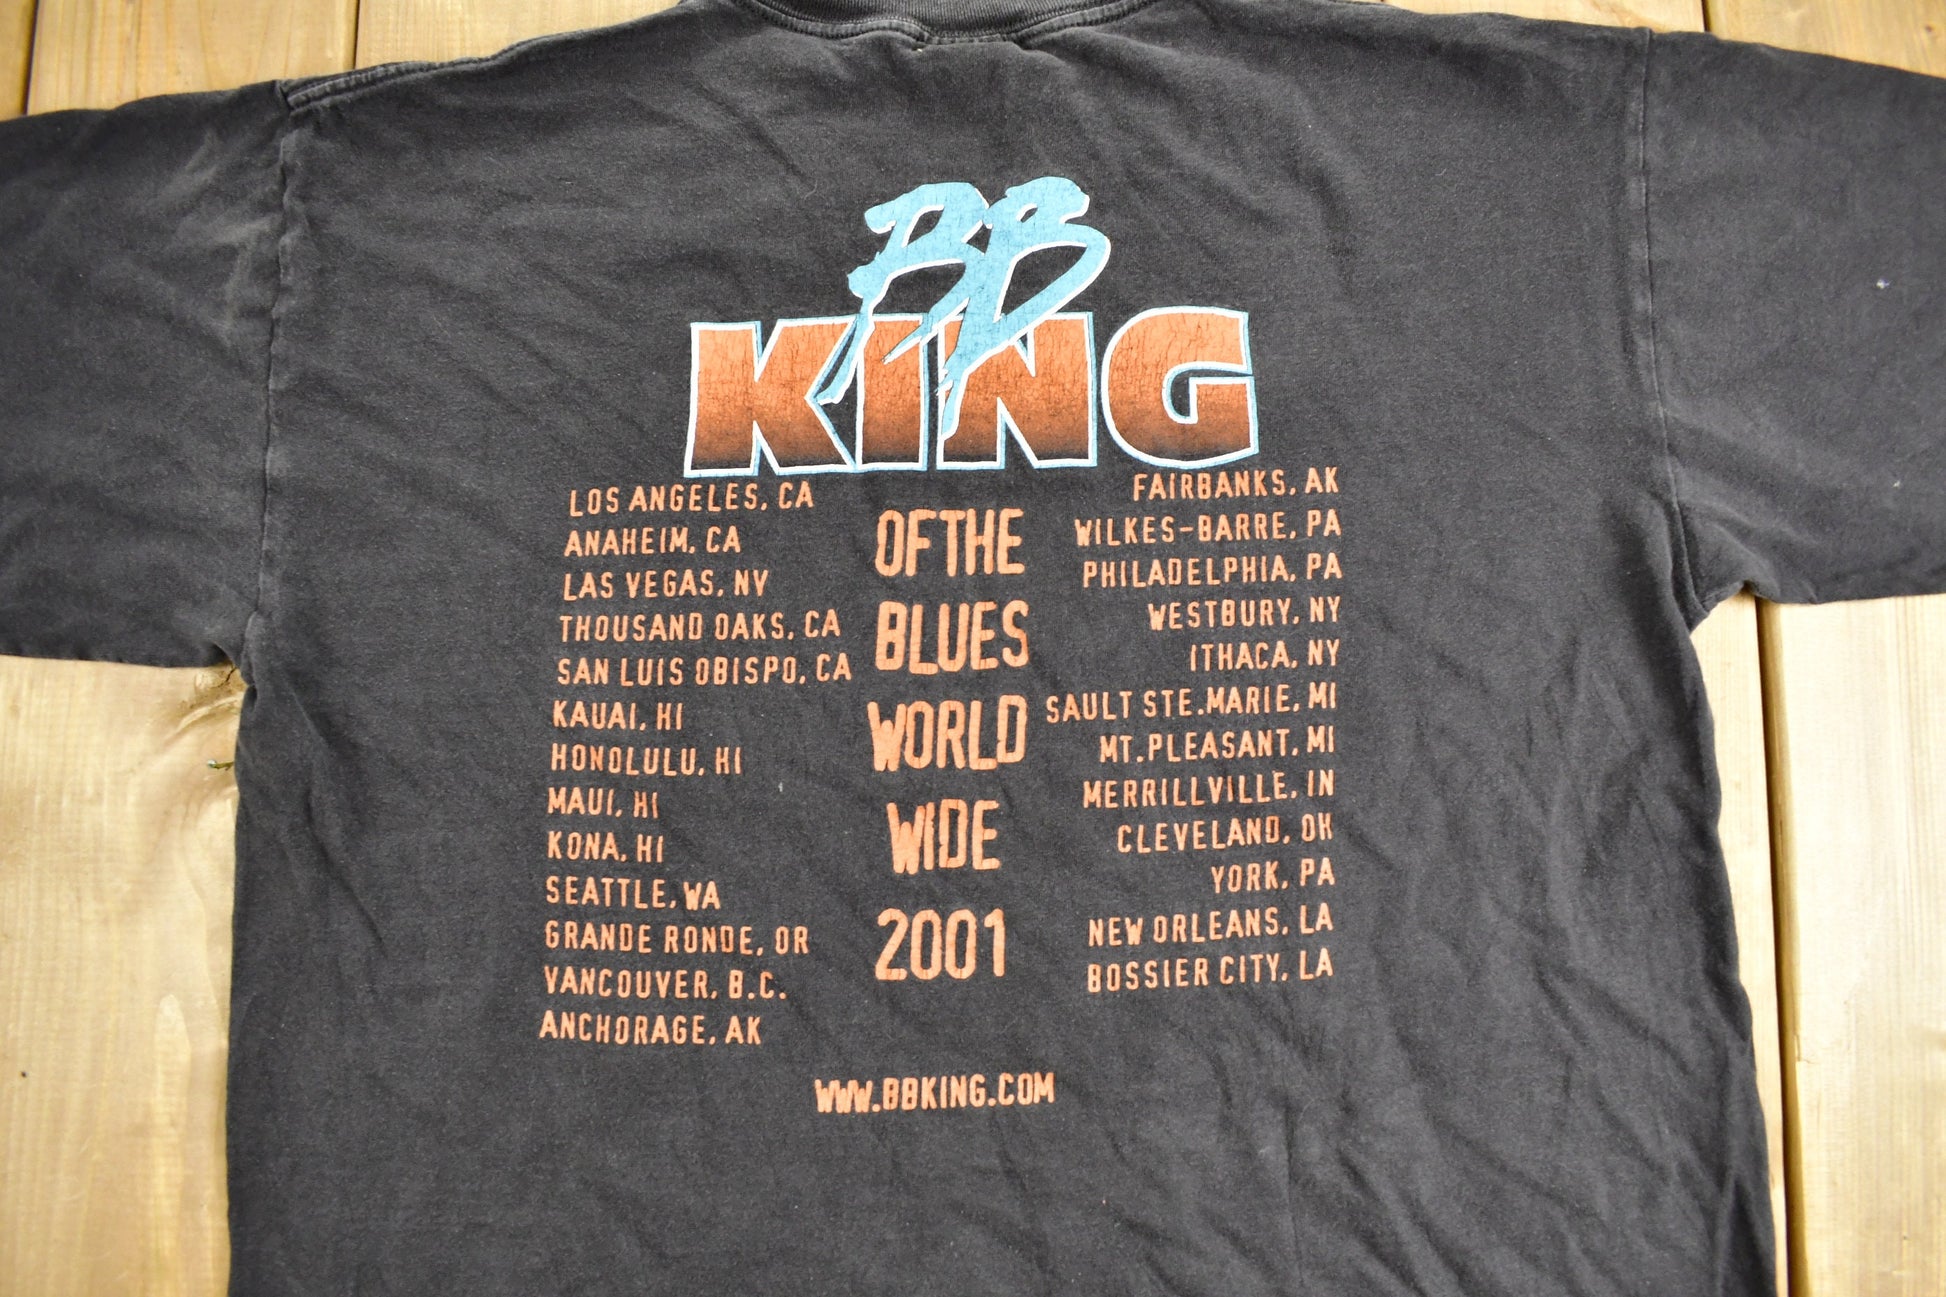 BB
KING
OF THE
BLUES
WORLD
WIDE
2001
LOS ANGELES, CA
ANAHEIM, CA
LAS VEGAS, NV
THOUSAND OAKS, CA
SAN LUIS OBISPO, CA
KAUAI, HI
HONOLULU, HI
MAUI, HI
KONA, HI
SEATTLE, WA
GRANDE RONDE, OR
VANCOUVER, B.C.
ANCHORAGE, AK
FAIRBANKS, AK
WILKES-BARRE, PA
PHILADELPHIA, PA
WESTBURY, NY
ITHACA, NY
SAULT STE.MARIE, MI
MT.PLEASANT, MI
MERRILLVILLE, IN
CLEVELAND, OH
YORK, PA
NEW ORLEANS, LA
BOSSIER CITY, LA
WWW.BBKING.COM